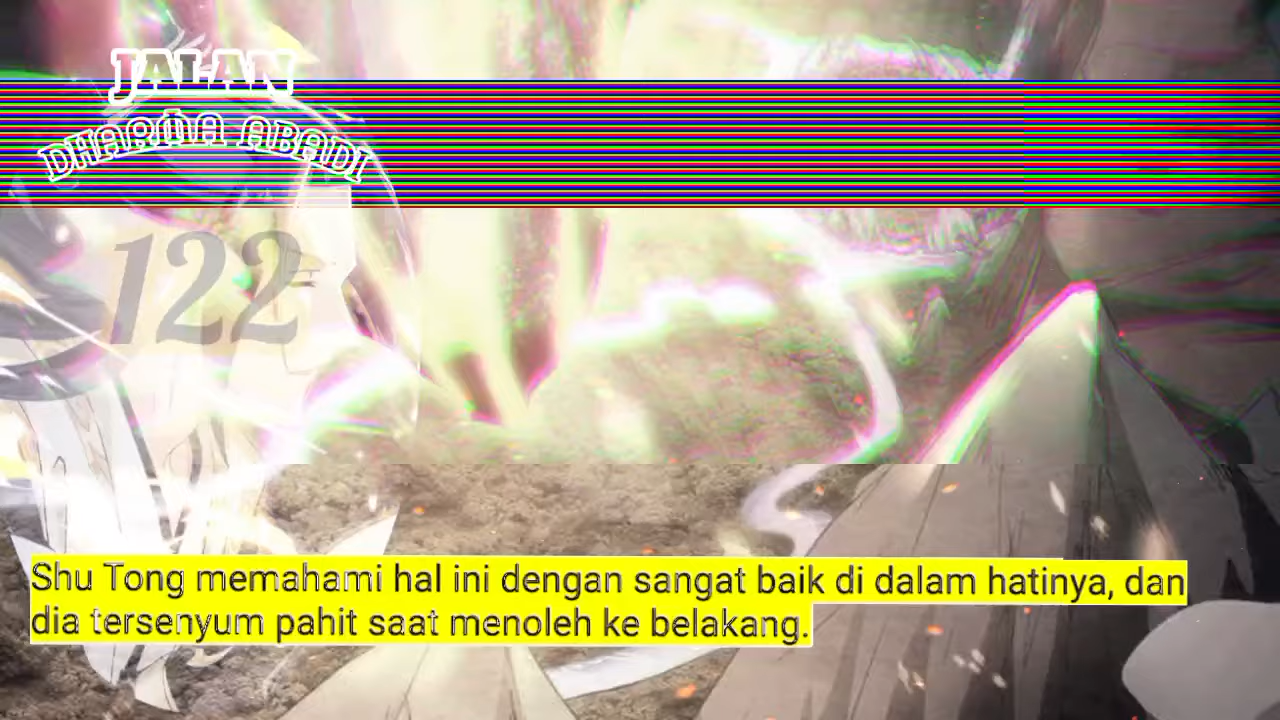 JALAN
DHARMA ABADI
122
Shu Tong memahami hal ini dengan sangat baik di dalam hatinya, dan
dia tersenyum pahit saat menoleh ke belakang.